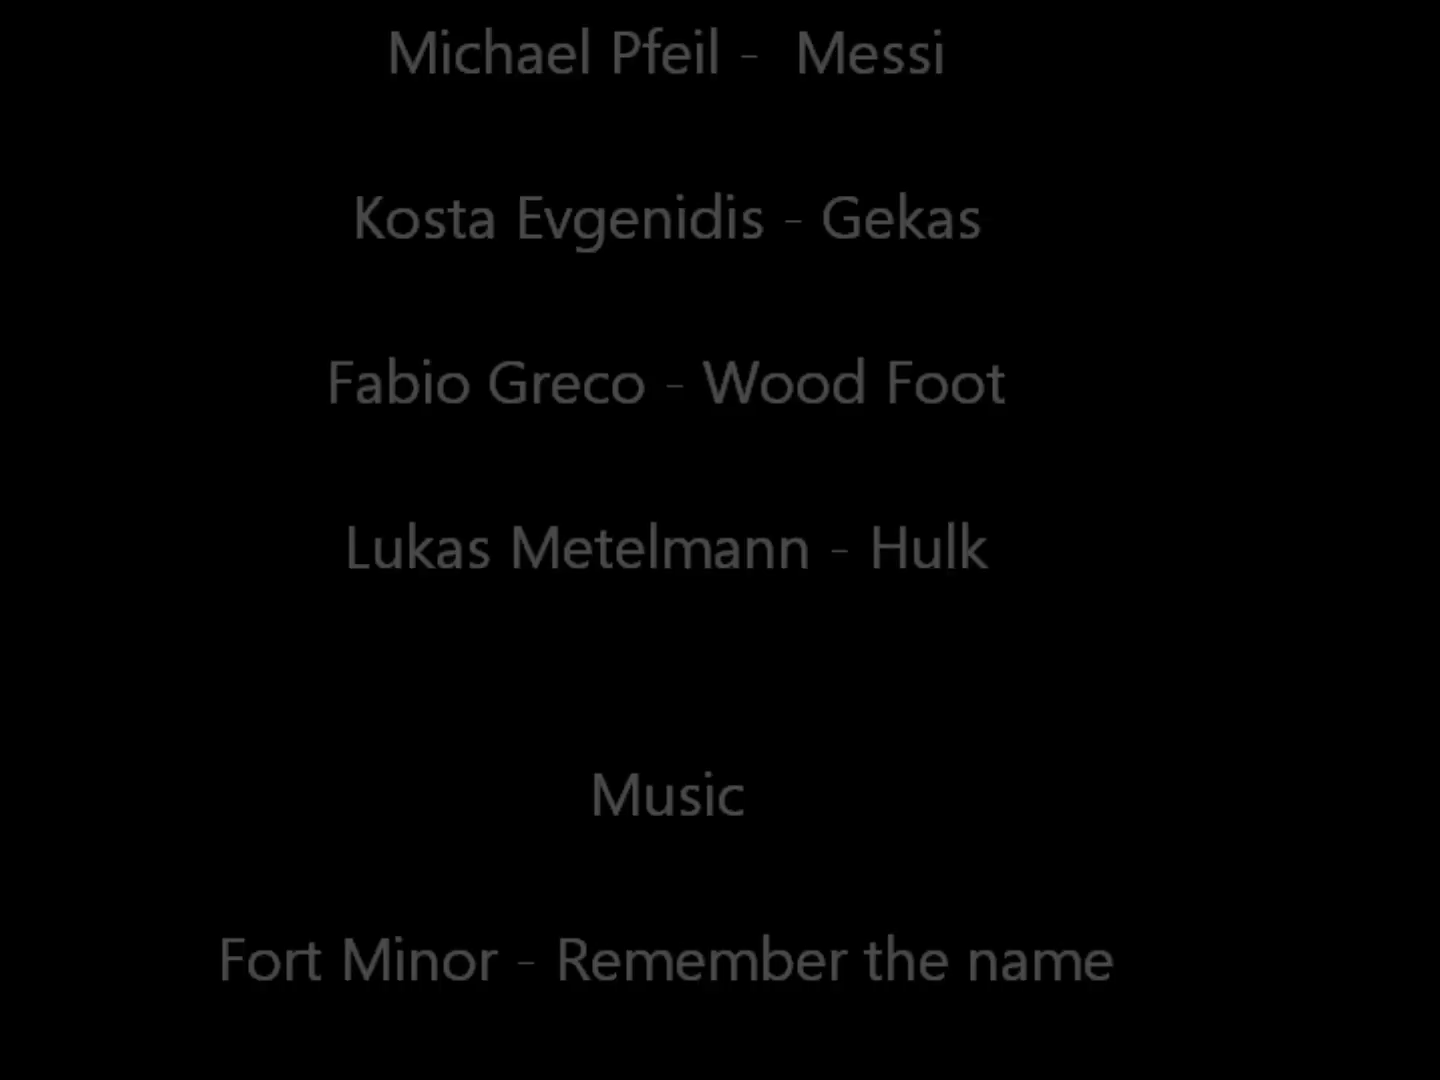 Michael Pfeil -  Messi
Kosta Evgenidis - Gekas
Fabio Greco - Wood Foot
Lukas Metelmann - Hulk
Music
Fort Minor - Remember the name